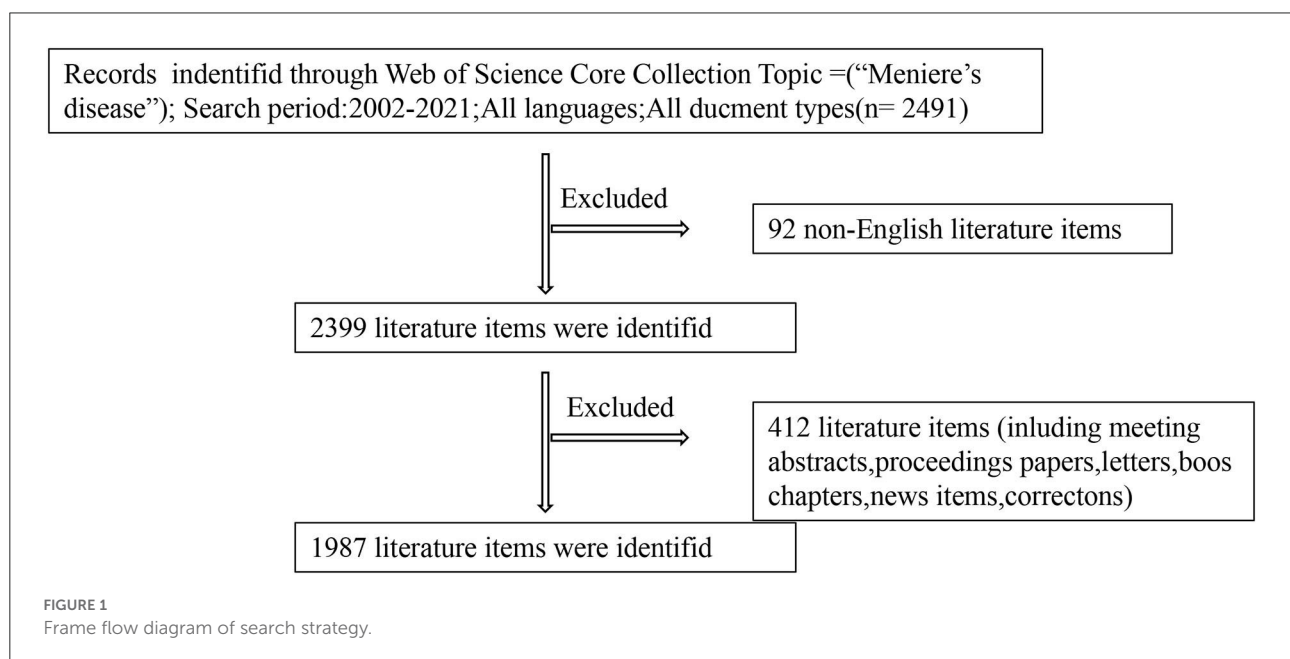 Records indentifid through Web of Science Core Collection Topic =(“Meniere’s
disease”); Search period:2002-2021;All languages;All ducment types(n= 2491)
Excluded
92 non-English literature items
2399 literature items were identifid
Excluded
412 literature items (inluding meeting
abstracts,proceedings papers,letters,boos
chapters,news items,correctons)
1987 literature items were identifid
FIGURE 1
Frame flow diagram of search strategy.